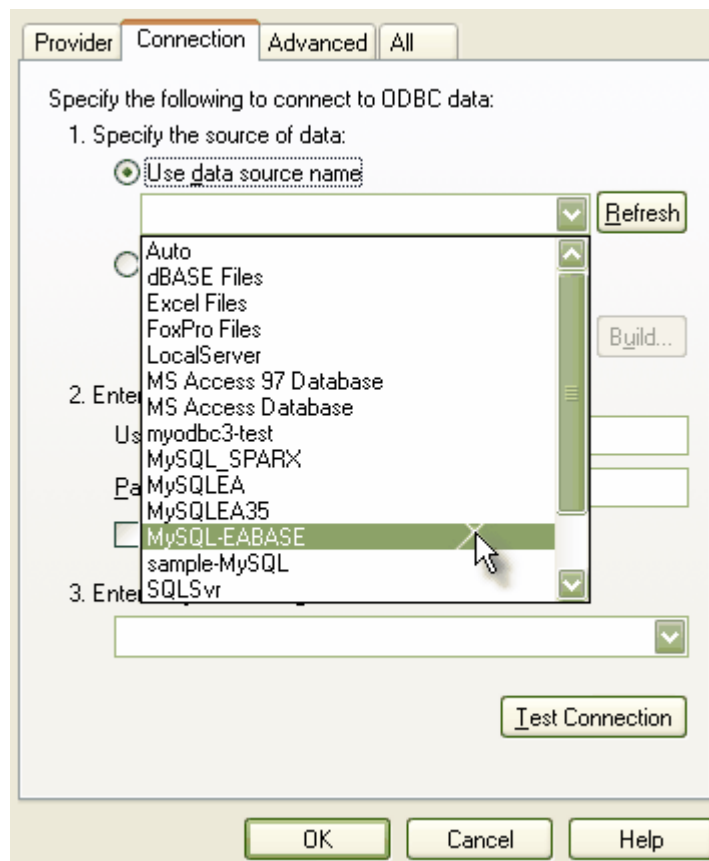 Provider Connection Advanced All
Specify the following to connect to ODBC data:
1. Specify the source of data:
Use data source name
Refresh
Auto
dBASE Files
Excel Files
FoxPro Files
LocalServer
Build...
MS Access 97 Database
2. Enter
MS Access Database
Us
myodbc3-test
MySQL_SPARX
Pa
MySQLEA
MySQLEA35
MySQL-EABASE
sample-MySQL
3. Enter
SQLSvr
Test Connection
OK Cancel Help